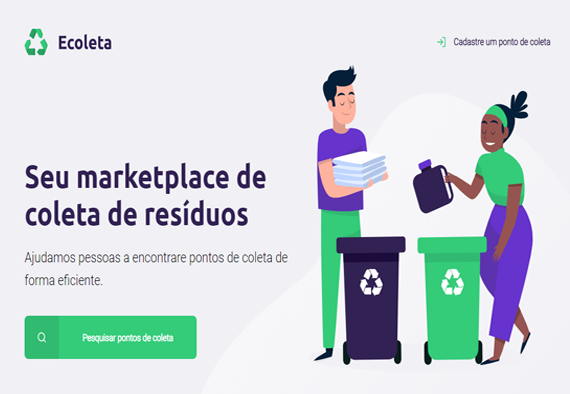 Ecoleta
Cadastre um ponto de coleta
Seu marketplace de
coleta de resíduos
Ajudamos pessoas a encontrare pontos de coleta de
forma eficiente.
Pesquisar pontos de coleta